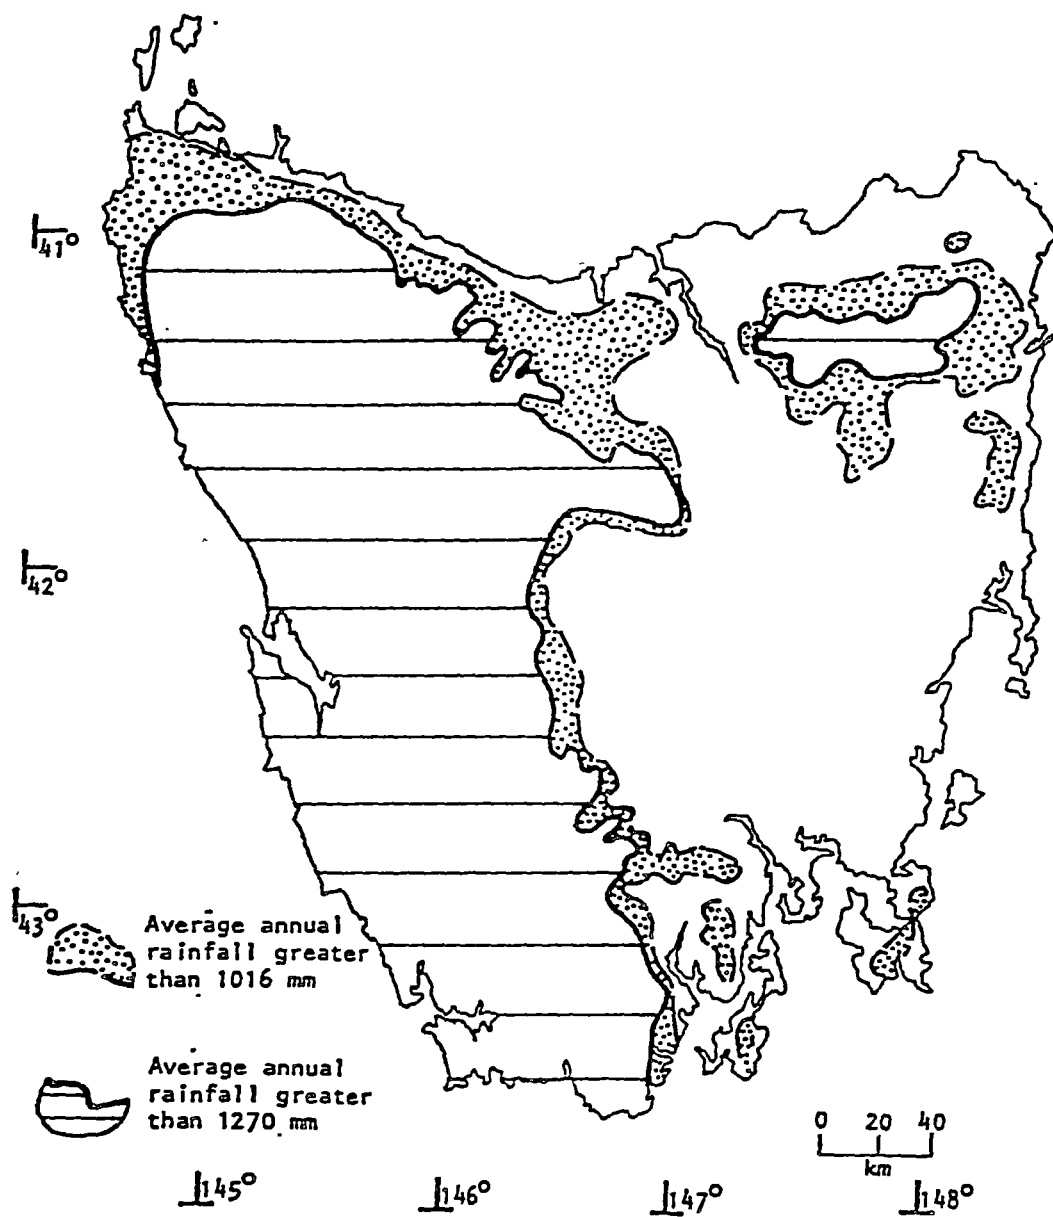 41°
42°
43°
Average annual
rainfall greater
than 1016 mm
Average annual
rainfall greater
than 1270 mm
0 20 40
km
145° 146° 147° 148°